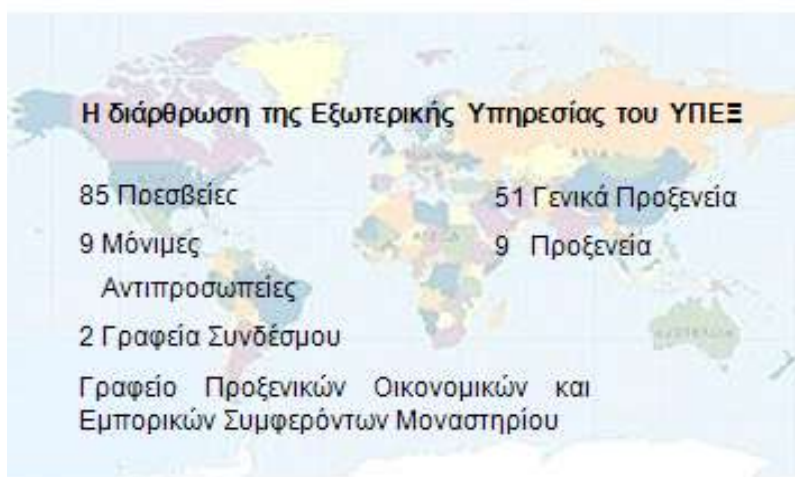 Η διάρθρωση της Εξωτερικής Υπηρεσίας του ΥΠΕΞ
85 Πρεσβείες
9 Μόνιμες
Αντιπροσωπείες
2 Γραφεία Συνδέσμου
51 Γενικά Προξενεία
9 Προξενεία
Γραφείο Προξενικών Οικονομικών και
Εμπορικών Συμφερόντων Μοναστηρίου